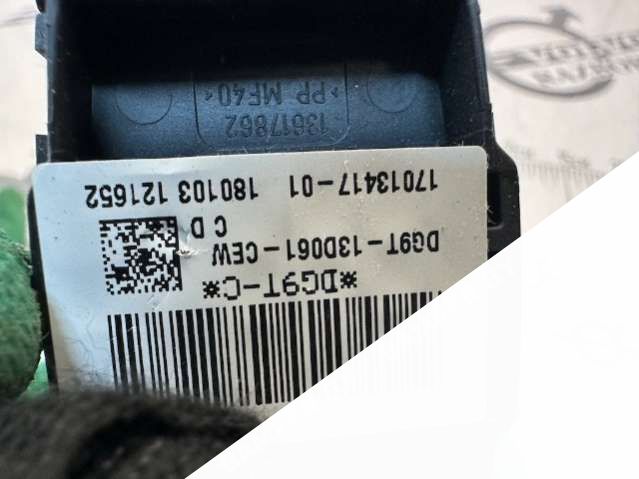 *DG9T-C*
DG9T-13D061-CEW
C D
17013417-01 180103 121652
13617862
>PP MF40<